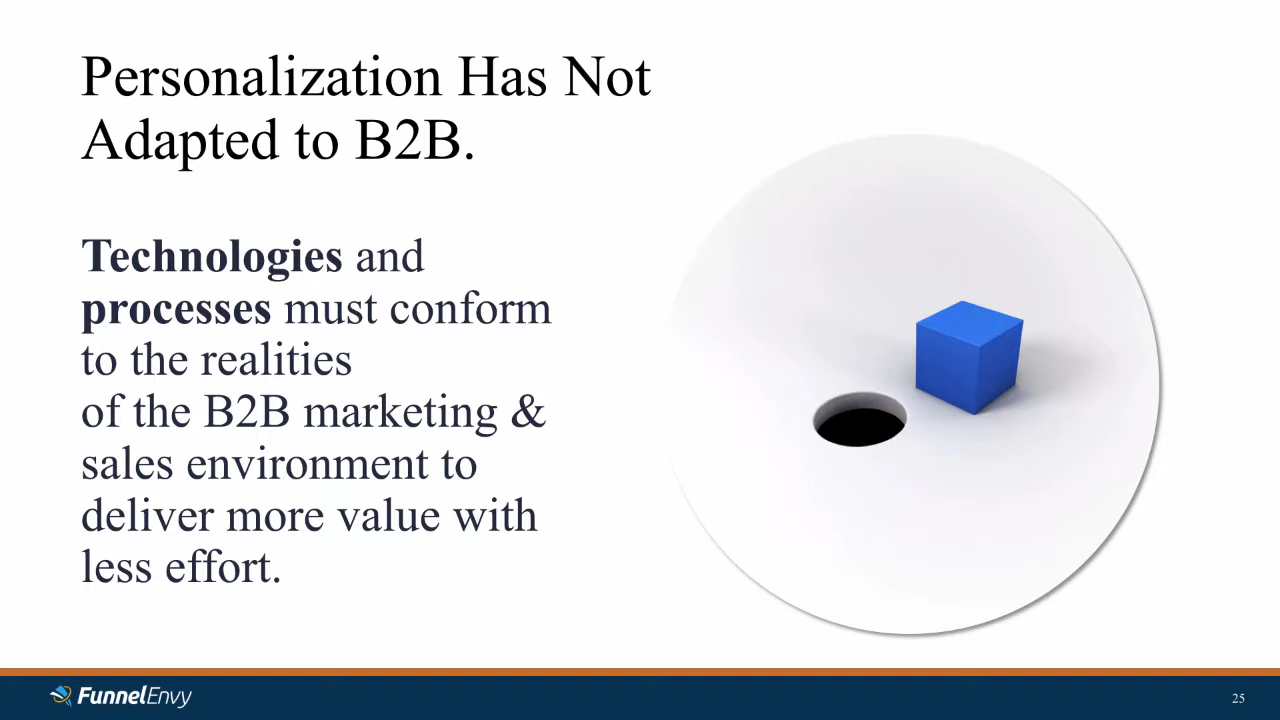 Personalization Has Not
Adapted to B2B.
Technologies and
processes must conform
to the realities
of the B2B marketing &
sales environment to
deliver more value with
less effort.
FunnelEnvy
25